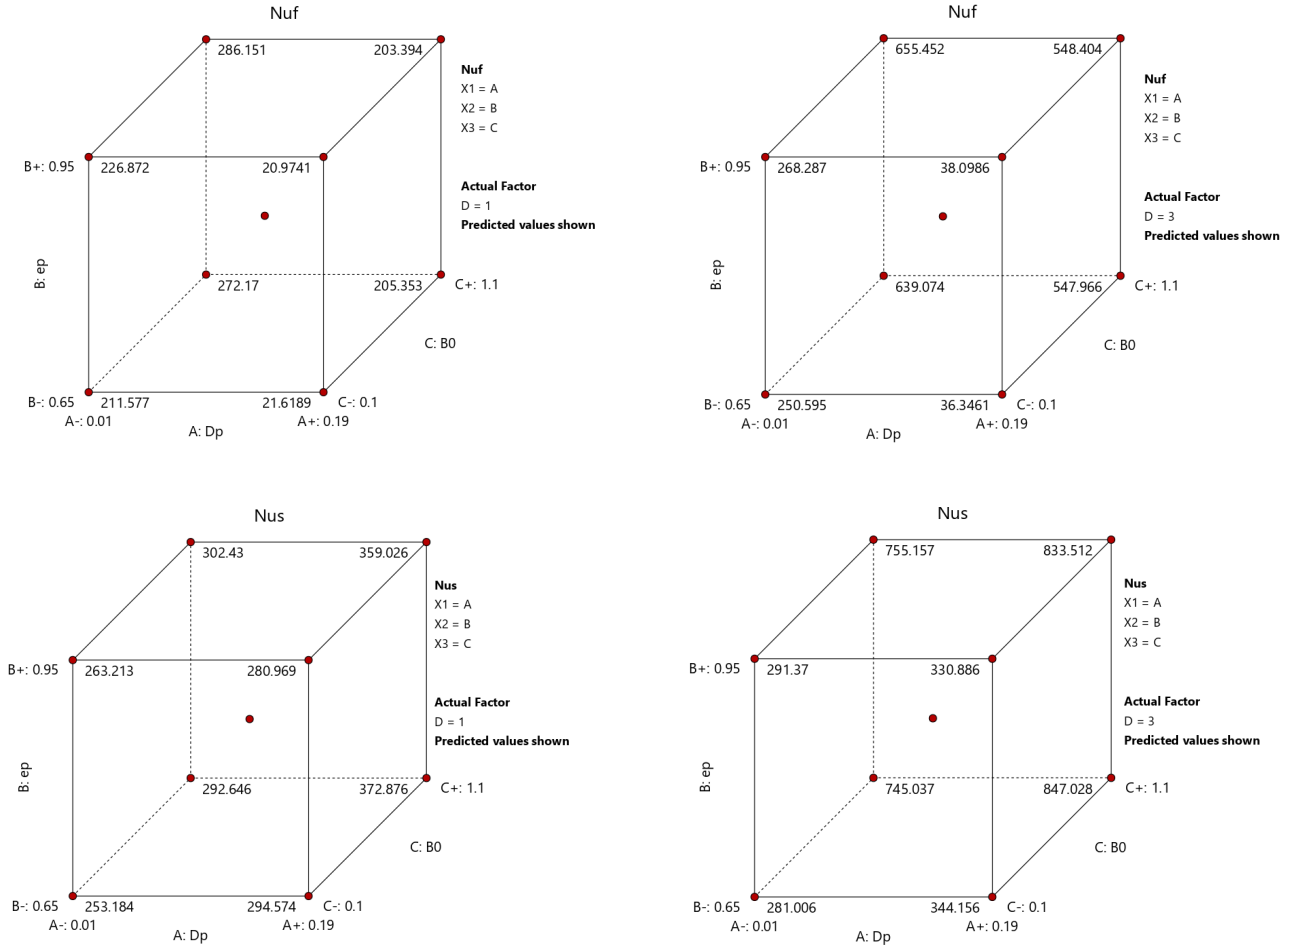 Nuf
286.151 203.394
Nuf
X1 = A
X2 = B
X3 = C
B+: 0.95 226.872 20.9741
Actual Factor
D = 1
Predicted values shown
B: ep
272.17 205.353 C+: 1.1
C: B0
B-: 0.65 211.577 21.6189 C-: 0.1
A-: 0.01 A: Dp A+: 0.19
Nuf
655.452 548.404
Nuf
X1 = A
X2 = B
X3 = C
B+: 0.95 268.287 38.0986
Actual Factor
D = 3
Predicted values shown
B: ep
639.074 547.966 C+: 1.1
C: B0
B-: 0.65 250.595 36.3461 C-: 0.1
A-: 0.01 A: Dp A+: 0.19
Nus
302.43 359.026
Nus
X1 = A
X2 = B
X3 = C
B+: 0.95 263.213 280.969
Actual Factor
D = 1
Predicted values shown
B: ep
292.646 372.876 C+: 1.1
C: B0
B-: 0.65 253.184 294.574 C-: 0.1
A-: 0.01 A: Dp A+: 0.19
Nus
755.157 833.512
Nus
X1 = A
X2 = B
X3 = C
B+: 0.95 291.37 330.886
Actual Factor
D = 3
Predicted values shown
B: ep
745.037 847.028 C+: 1.1
C: B0
B-: 0.65 281.006 344.156 C-: 0.1
A-: 0.01 A: Dp A+: 0.19